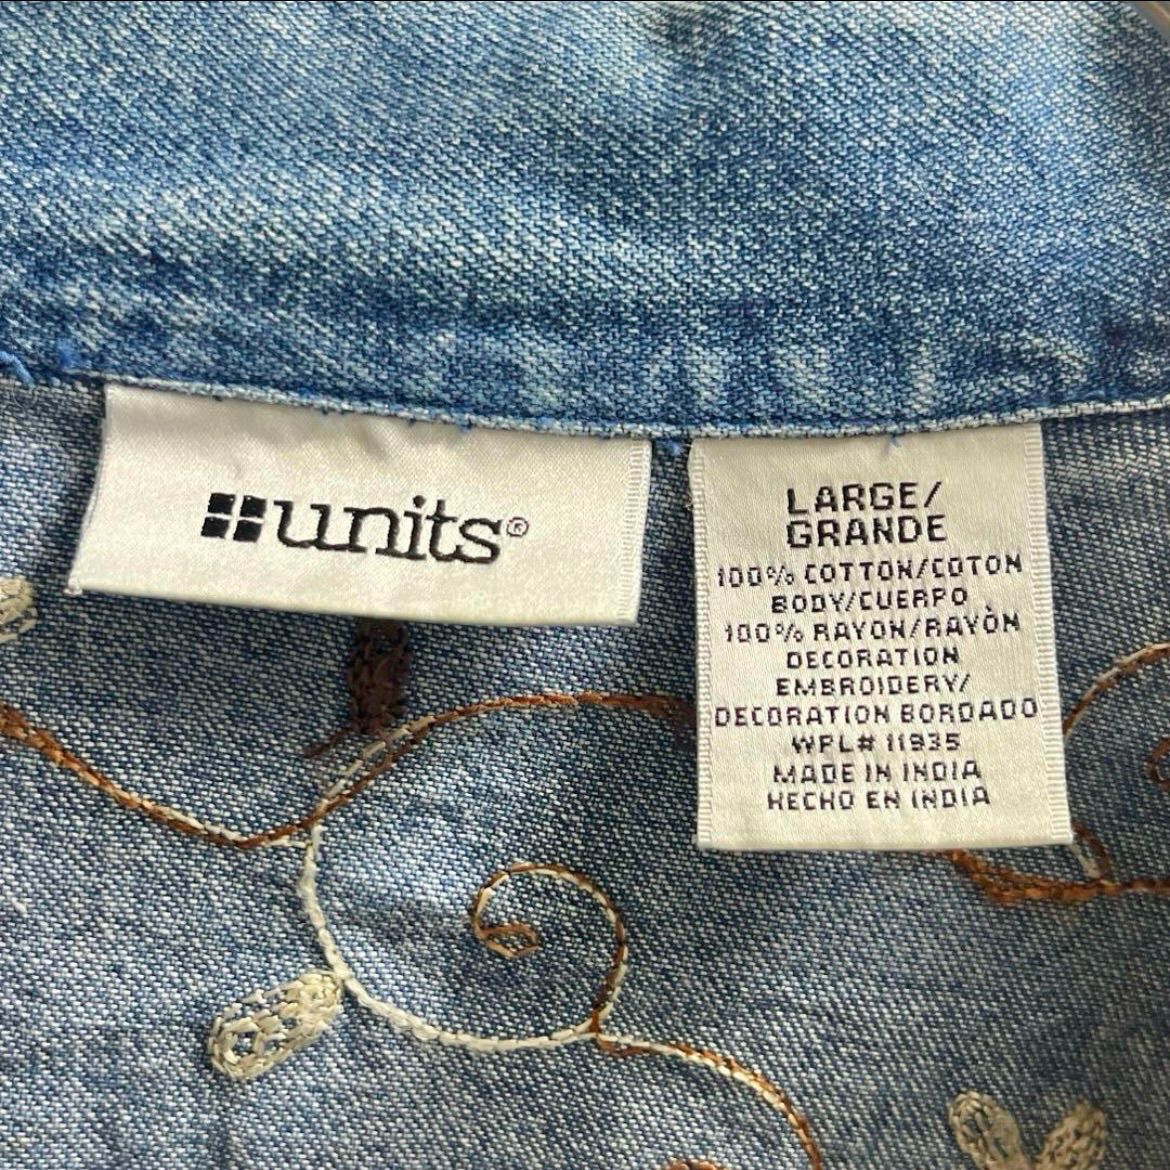 units®
LARGE/
GRANDE
100% COTTON/COTON
BODY/CUERPO
100% RAYON/RAYÒN
DECORATION
EMBROIDERY/
DECORATION BORDADO
WPL# 11935
MADE IN INDIA
HECHO EN INDIA